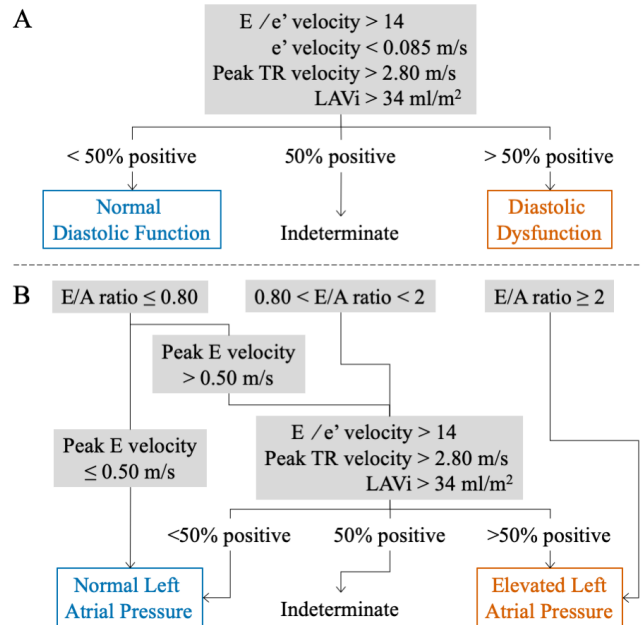 A
E / e’ velocity > 14
e’ velocity < 0.085 m/s
Peak TR velocity > 2.80 m/s
LAVi > 34 ml/m²
< 50% positive
50% positive
> 50% positive
Normal
Diastolic Function
Indeterminate
Diastolic
Dysfunction
B
E/A ratio ≤ 0.80
0.80 < E/A ratio < 2
E/A ratio ≥ 2
Peak E velocity
> 0.50 m/s
Peak E velocity
≤ 0.50 m/s
E / e’ velocity > 14
Peak TR velocity > 2.80 m/s
LAVi > 34 ml/m²
<50% positive
50% positive
>50% positive
Normal Left
Atrial Pressure
Indeterminate
Elevated Left
Atrial Pressure